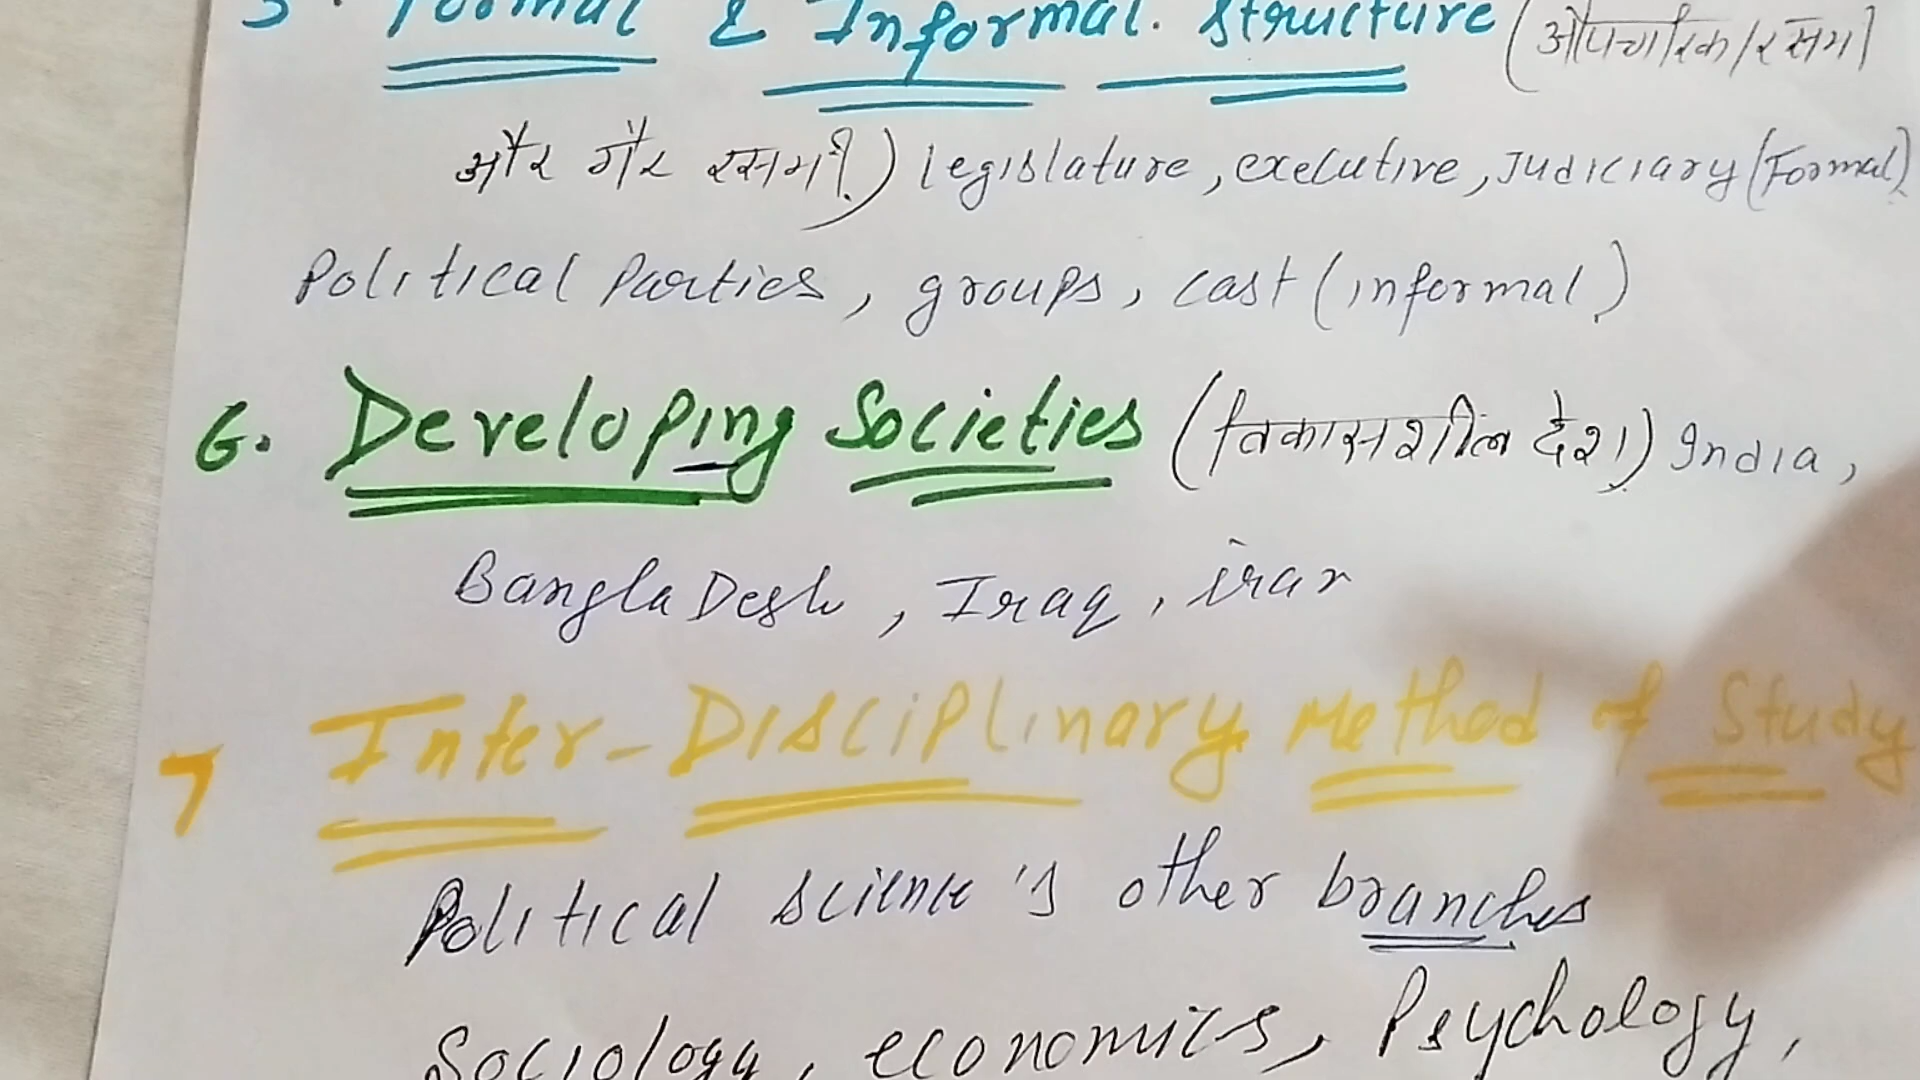 5. Formal & Informal. Structure (औपचारिक/रसमी
और गैर रसमी) legislature, executive, Judiciary (Formal)
Political Parties, groups, cast (informal)
6. Developing Societies (विकासशील देश) India,
Bangla Desh, Iraq, iran
7 Inter-Disciplinary Method of Study
Political science's other branches
Sociology, economics, Psychology,